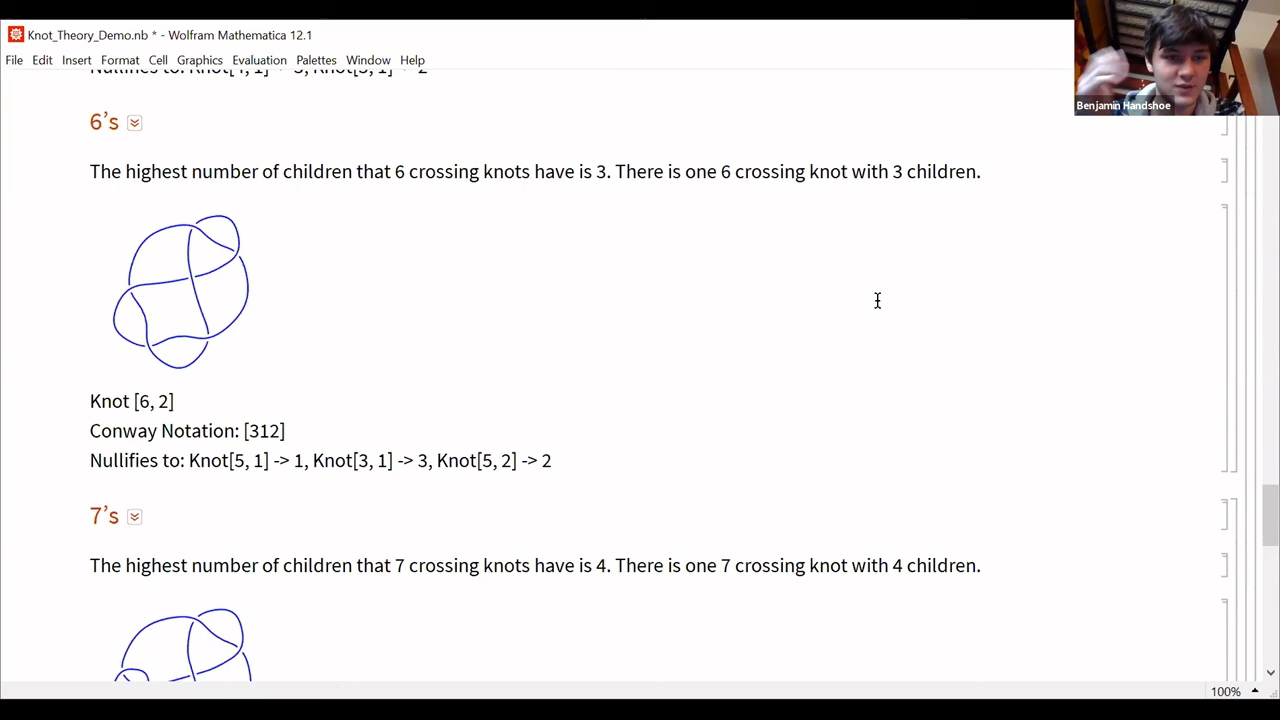 Knot_Theory_Demo.nb * - Wolfram Mathematica 12.1
File Edit Insert Format Cell Graphics Evaluation Palettes Window Help
Benjamin Handshoe
6's
The highest number of children that 6 crossing knots have is 3. There is one 6 crossing knot with 3 children.
Knot [6, 2]
Conway Notation: [312]
Nullifies to: Knot[5, 1] -> 1, Knot[3, 1] -> 3, Knot[5, 2] -> 2
7's
The highest number of children that 7 crossing knots have is 4. There is one 7 crossing knot with 4 children.
100%